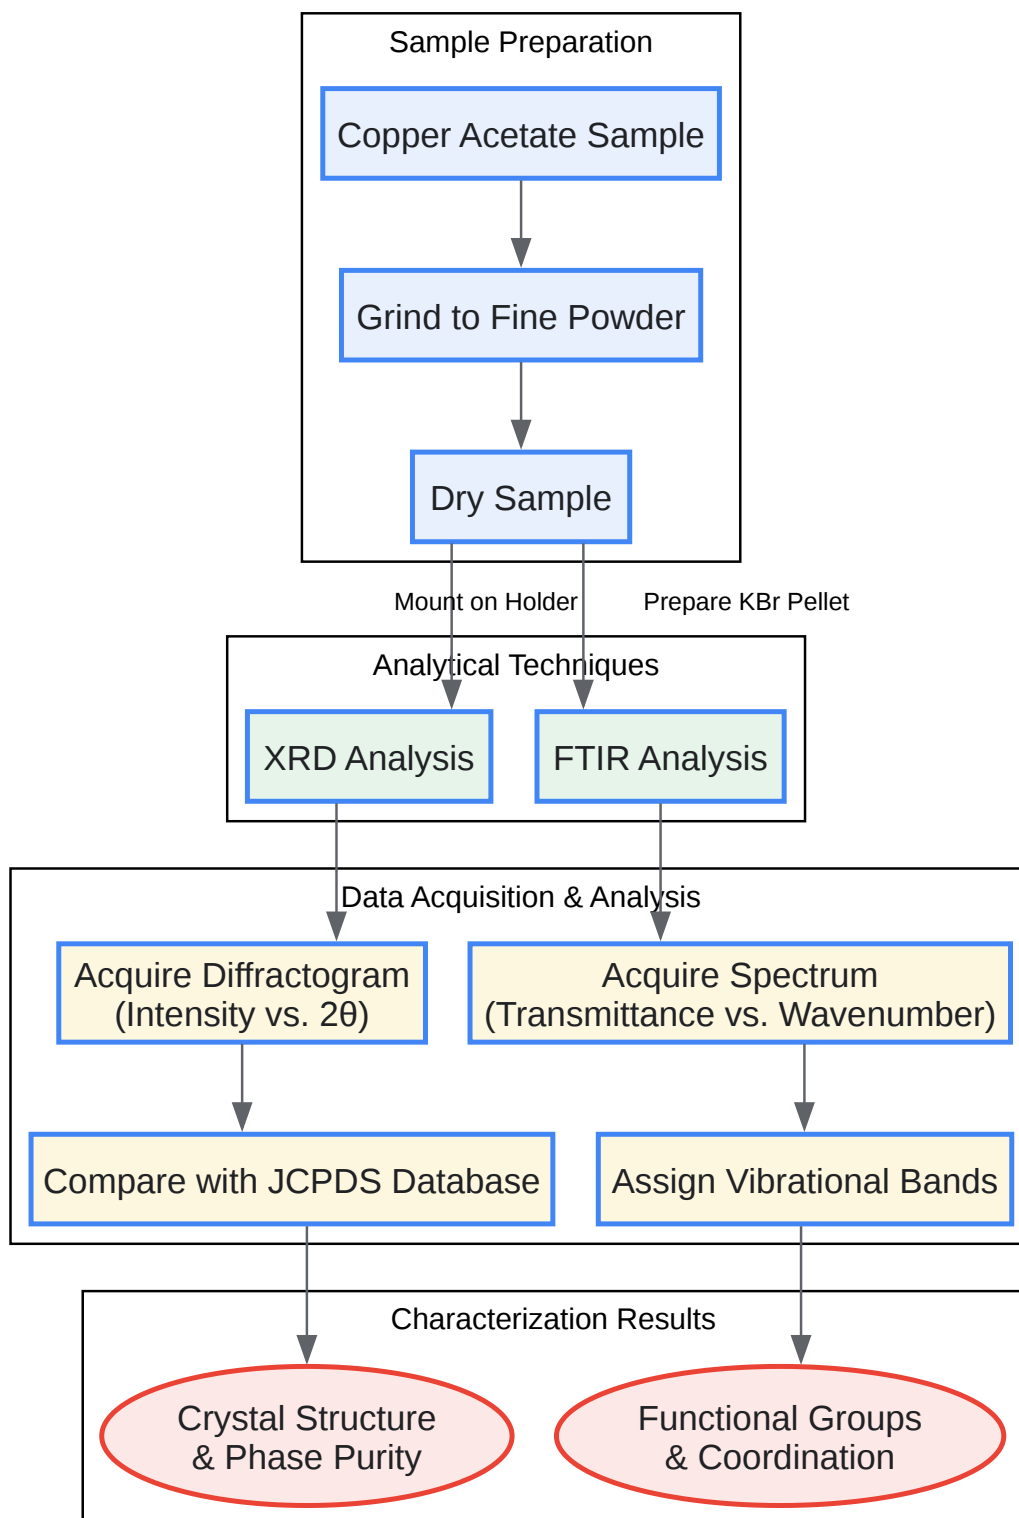 Sample Preparation
Copper Acetate Sample
Grind to Fine Powder
Dry Sample
Mount on Holder
Prepare KBr Pellet
Analytical Techniques
XRD Analysis
FTIR Analysis
Data Acquisition & Analysis
Acquire Diffractogram
(Intensity vs. 2θ)
Acquire Spectrum
(Transmittance vs. Wavenumber)
Compare with JCPDS Database
Assign Vibrational Bands
Characterization Results
Crystal Structure
& Phase Purity
Functional Groups
& Coordination